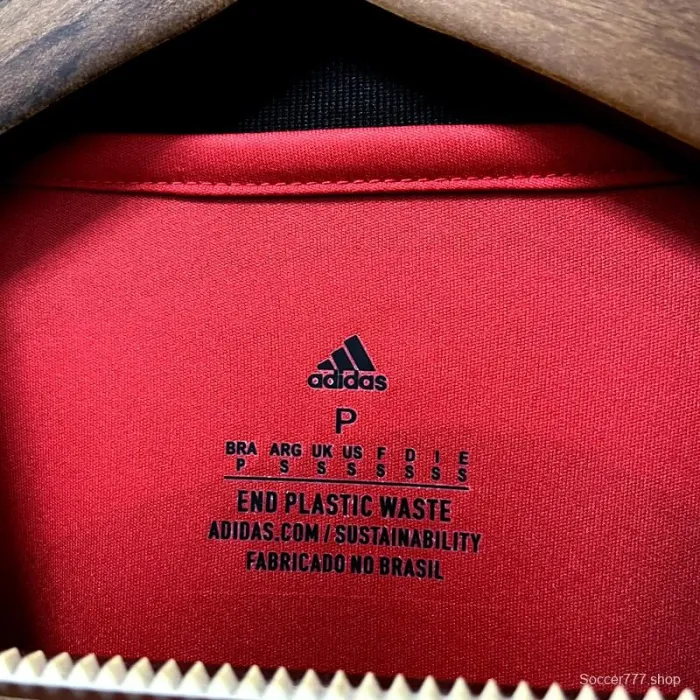 adidas
P
BRA ARG UK US F D I E
P S S S S S S S
END PLASTIC WASTE
ADIDAS.COM / SUSTAINABILITY
FABRICADO NO BRASIL
Soccer777.shop